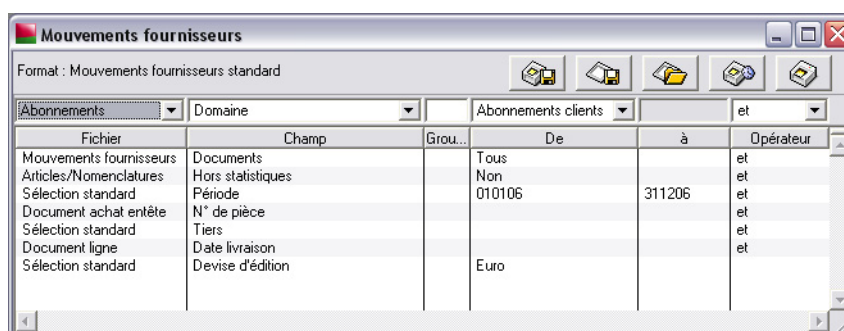 Mouvements fournisseurs
Format : Mouvements fournisseurs standard
Abonnements Domaine Abonnements clients et
Fichier Champ Grou... De à Opérateur
Mouvements fournisseurs Documents Tous et
Articles/Nomenclatures Hors statistiques Non et
Sélection standard Période 010106 311206 et
Document achat entête N° de pièce et
Sélection standard Tiers et
Document ligne Date livraison et
Sélection standard Devise d'édition Euro